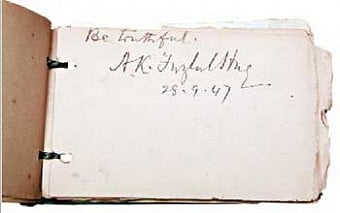 Be truthful.
A.K. Fazlul Huq
28-9-47